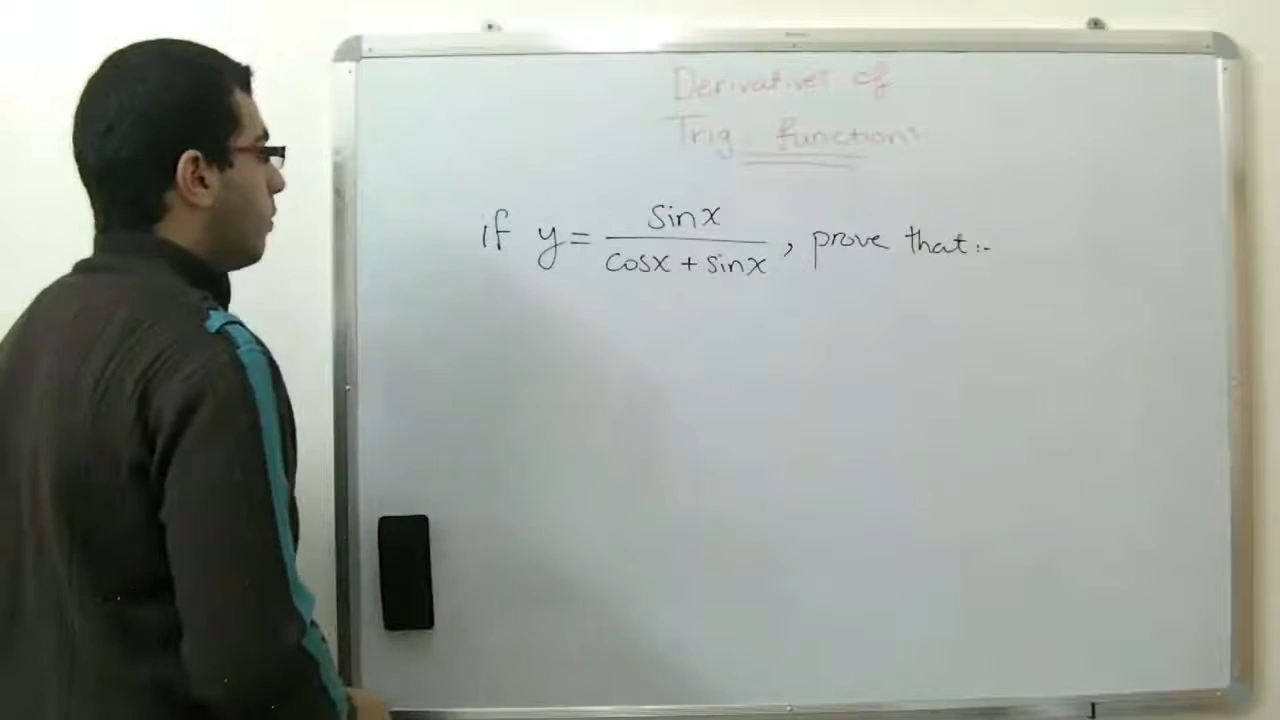 Derivatives of
Trig functions
if y = sinx / cosx + sinx , prove that :-